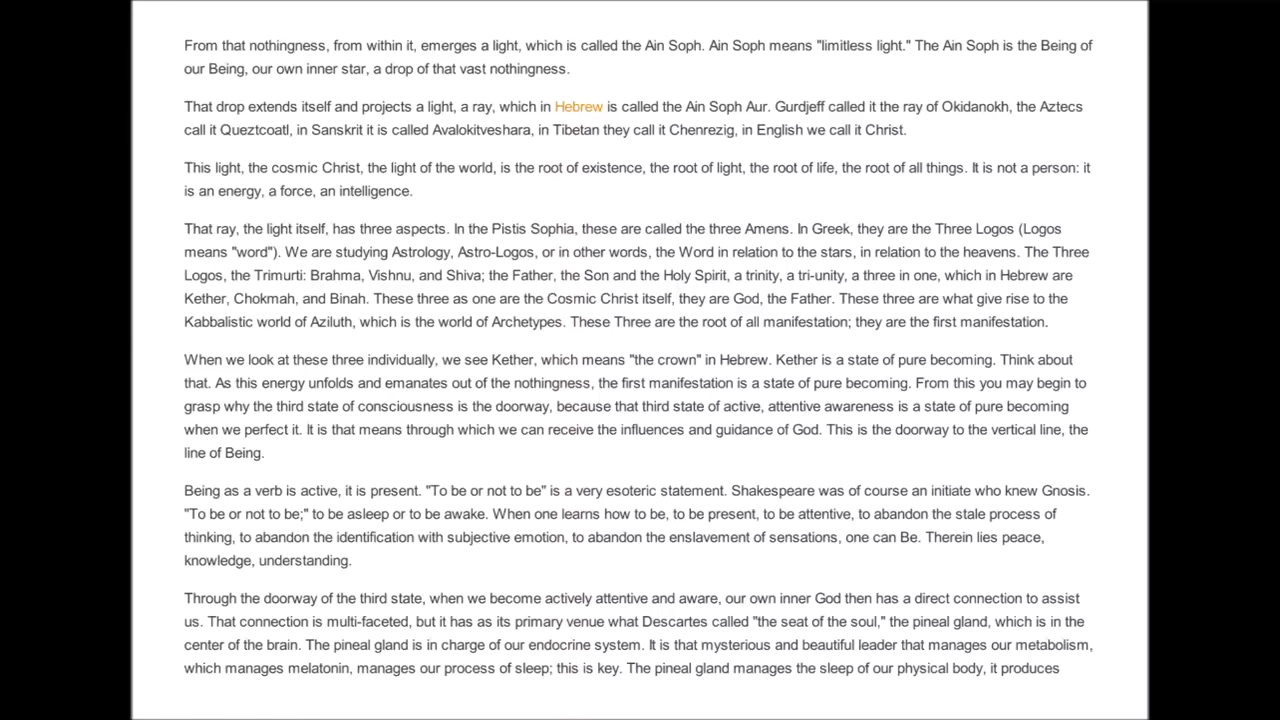 From that nothingness, from within it, emerges a light, which is called the Ain Soph. Ain Soph means "limitless light." The Ain Soph is the Being of
our Being, our own inner star, a drop of that vast nothingness.
That drop extends itself and projects a light, a ray, which in Hebrew is called the Ain Soph Aur. Gurdjeff called it the ray of Okidanokh, the Aztecs
call it Queztcoatl, in Sanskrit it is called Avalokitveshara, in Tibetan they call it Chenrezig, in English we call it Christ.
This light, the cosmic Christ, the light of the world, is the root of existence, the root of light, the root of life, the root of all things. It is not a person: it
is an energy, a force, an intelligence.
That ray, the light itself, has three aspects. In the Pistis Sophia, these are called the three Amens. In Greek, they are the Three Logos (Logos
means "word"). We are studying Astrology, Astro-Logos, or in other words, the Word in relation to the stars, in relation to the heavens. The Three
Logos, the Trimurti: Brahma, Vishnu, and Shiva; the Father, the Son and the Holy Spirit, a trinity, a tri-unity, a three in one, which in Hebrew are
Kether, Chokmah, and Binah. These three as one are the Cosmic Christ itself, they are God, the Father. These three are what give rise to the
Kabbalistic world of Aziluth, which is the world of Archetypes. These Three are the root of all manifestation; they are the first manifestation.
When we look at these three individually, we see Kether, which means "the crown" in Hebrew. Kether is a state of pure becoming. Think about
that. As this energy unfolds and emanates out of the nothingness, the first manifestation is a state of pure becoming. From this you may begin to
grasp why the third state of consciousness is the doorway, because that third state of active, attentive awareness is a state of pure becoming
when we perfect it. It is that means through which we can receive the influences and guidance of God. This is the doorway to the vertical line, the
line of Being.
Being as a verb is active, it is present. "To be or not to be" is a very esoteric statement. Shakespeare was of course an initiate who knew Gnosis.
"To be or not to be;" to be asleep or to be awake. When one learns how to be, to be present, to be attentive, to abandon the stale process of
thinking, to abandon the identification with subjective emotion, to abandon the enslavement of sensations, one can Be. Therein lies peace,
knowledge, understanding.
Through the doorway of the third state, when we become actively attentive and aware, our own inner God then has a direct connection to assist
us. That connection is multi-faceted, but it has as its primary venue what Descartes called "the seat of the soul," the pineal gland, which is in the
center of the brain. The pineal gland is in charge of our endocrine system. It is that mysterious and beautiful leader that manages our metabolism,
which manages melatonin, manages our process of sleep; this is key. The pineal gland manages the sleep of our physical body, it produces